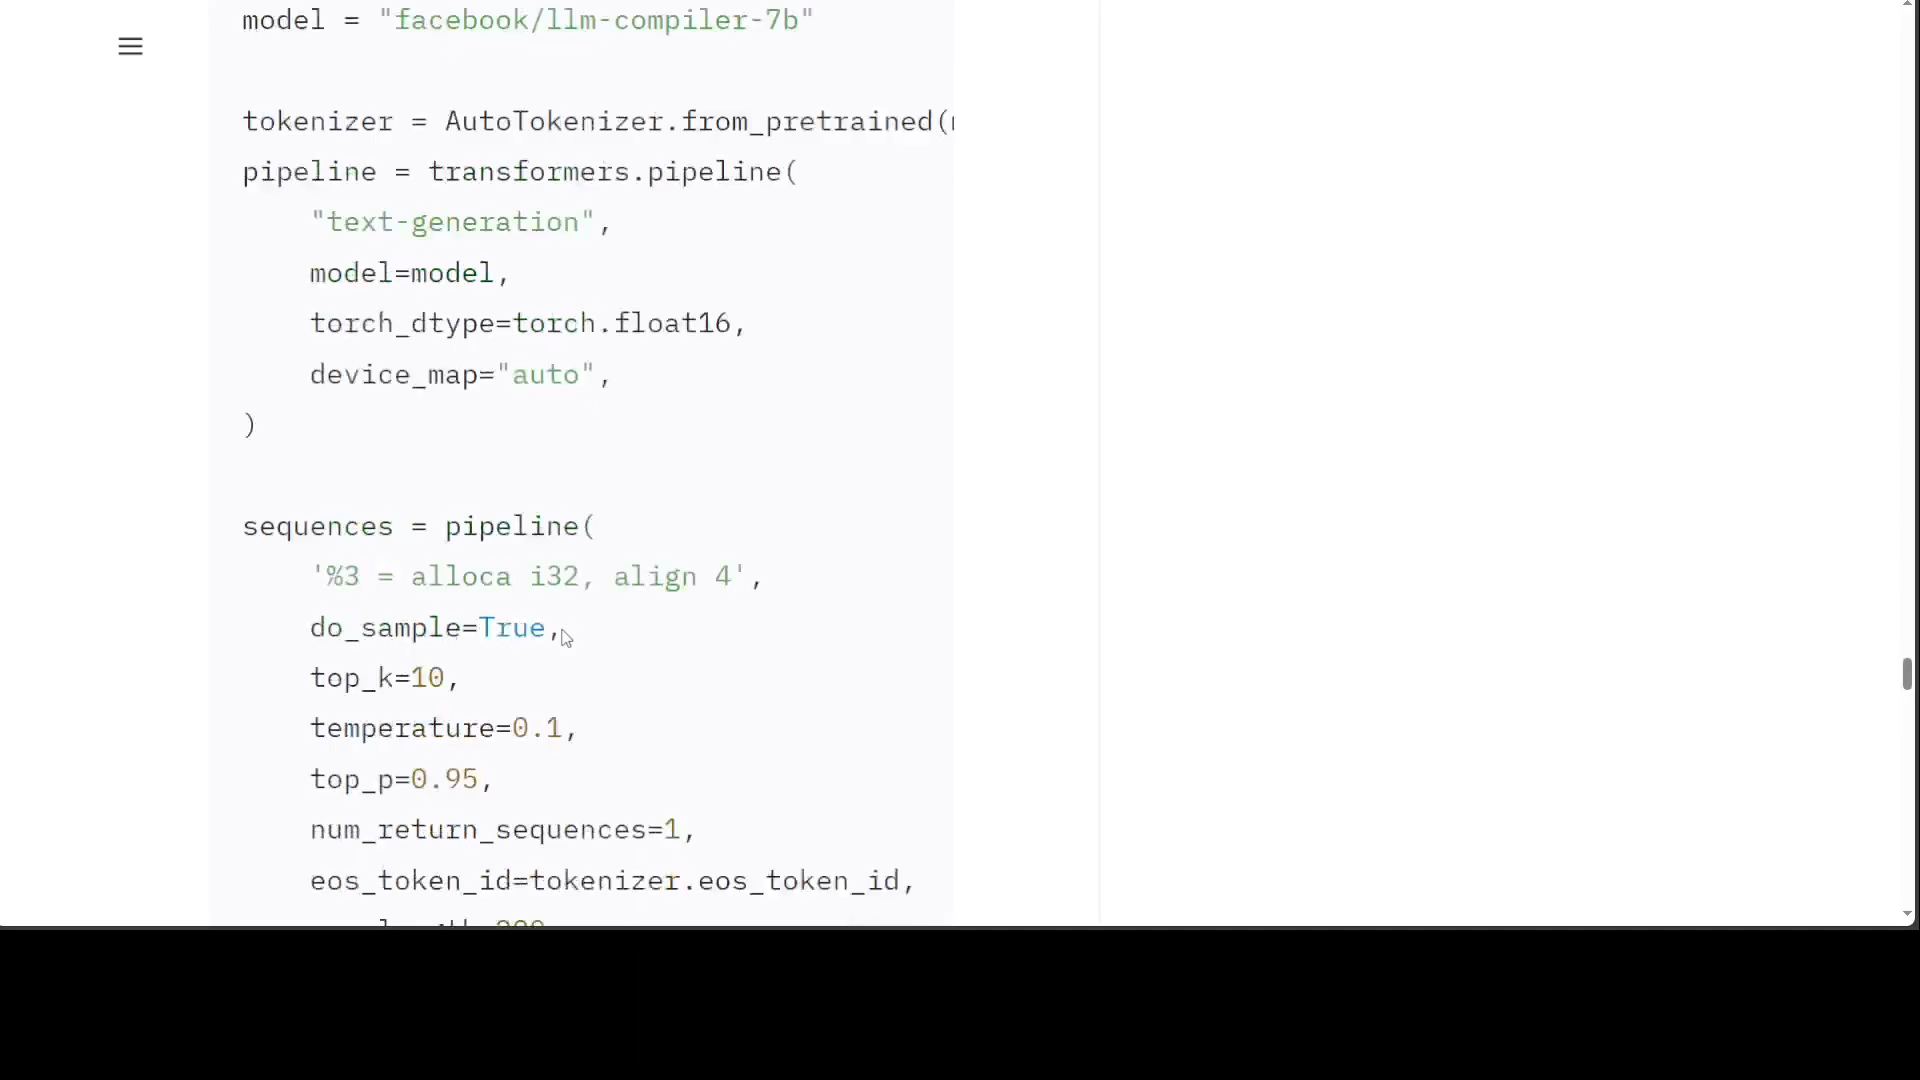 model = "facebook/llm-compiler-7b"
tokenizer = AutoTokenizer.from_pretrained(
pipeline = transformers.pipeline(
"text-generation",
model=model,
torch_dtype=torch.float16,
device_map="auto",
)
sequences = pipeline(
'%3 = alloca i32, align 4',
do_sample=True,
top_k=10,
temperature=0.1,
top_p=0.95,
num_return_sequences=1,
eos_token_id=tokenizer.eos_token_id,